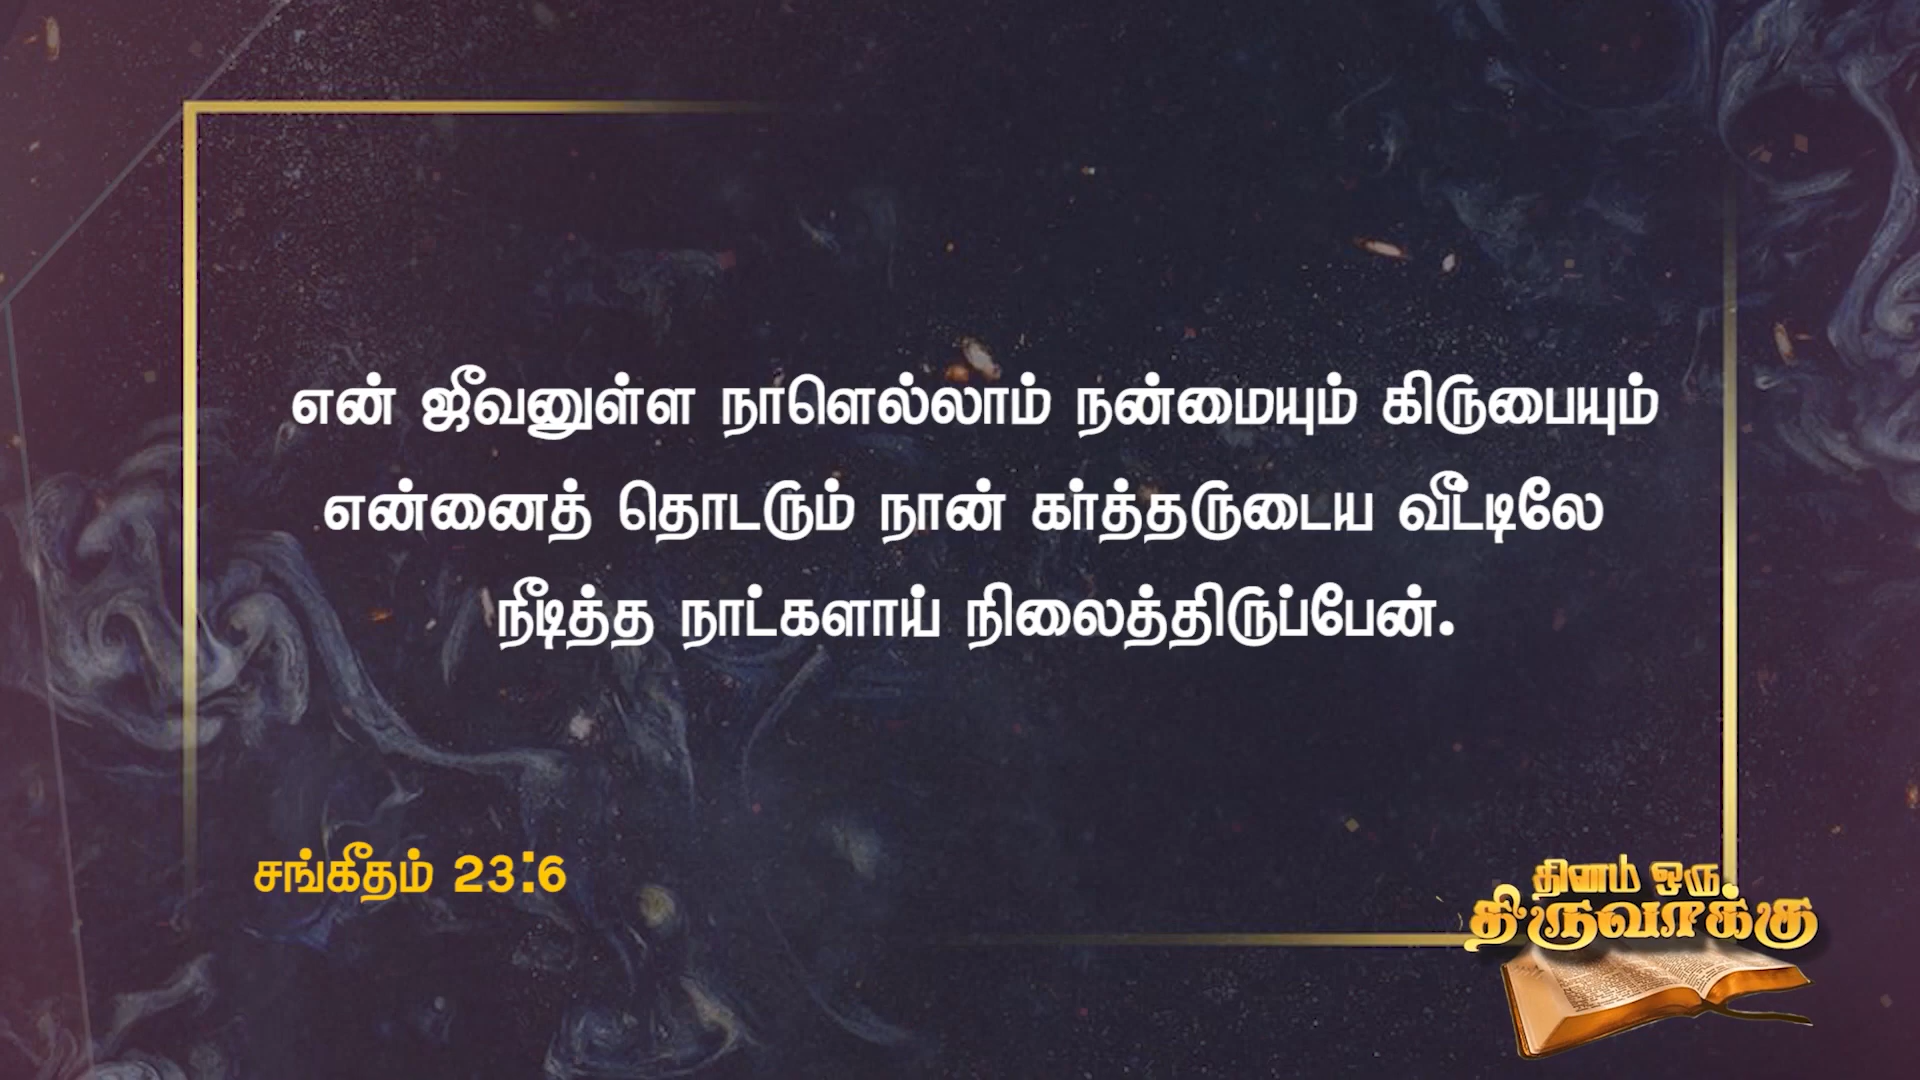 என் ஜீவனுள்ள நாளெல்லாம் நன்மையும் கிருபையும்
என்னைத் தொடரும் நான் கர்த்தருடைய வீட்டிலே
நீடித்த நாட்களாய் நிலைத்திருப்பேன்.
சங்கீதம் 23:6
தினம் ஒரு
திருவாக்கு